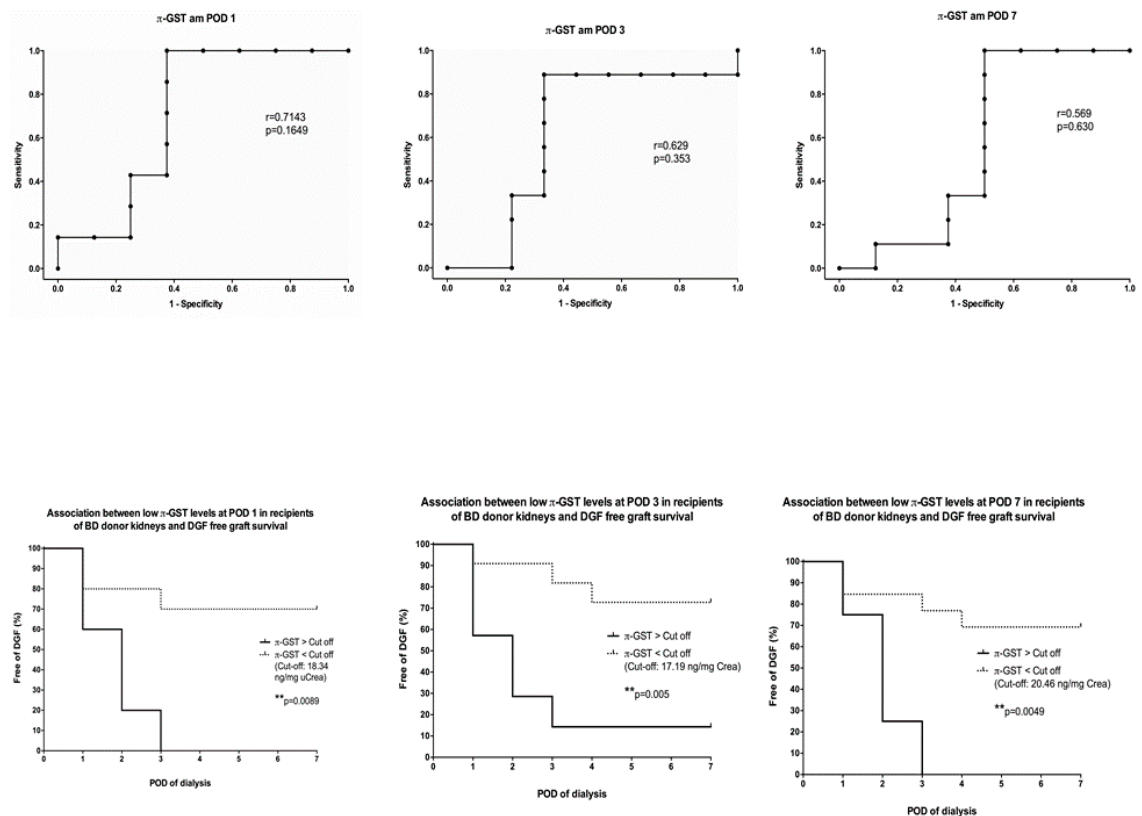 π-GST am POD 1
1.0
0.8
0.6
0.4
0.2
0.0
Sensitivity
r=0.7143
p=0.1649
0.0 0.2 0.4 0.6 0.8 1.0
1 - Specificity
π-GST am POD 3
1.0
0.8
0.6
0.4
0.2
0.0
Sensitivity
r=0.629
p=0.353
0.0 0.2 0.4 0.6 0.8 1.0
1 - Specificity
π-GST am POD 7
1.0
0.8
0.6
0.4
0.2
0.0
Sensitivity
r=0.569
p=0.630
0.0 0.2 0.4 0.6 0.8 1.0
1 - Specificity
Association between low π-GST levels at POD 1 in recipients
of BD donor kidneys and DGF free graft survival
100
90
80
70
60
50
40
30
20
10
0
Free of DGF (%)
π-GST > Cut off
π-GST < Cut off
(Cut-off: 18.34
ng/mg uCrea)
**p=0.0089
0 1 2 3 4 5 6 7
POD of dialysis
Association between low π-GST levels at POD 3 in recipients
of BD donor kidneys and DGF free graft survival
100
90
80
70
60
50
40
30
20
10
0
Free of DGF (%)
π-GST > Cut off
π-GST < Cut off
(Cut-off: 17.19 ng/mg Crea)
**p=0.005
0 1 2 3 4 5 6 7
POD of dialysis
Association between low π-GST levels at POD 7 in recipients
of BD donor kidneys and DGF free graft survival
100
90
80
70
60
50
40
30
20
10
0
Free of DGF (%)
π-GST > Cut off
π-GST < Cut off
(Cut-off: 20.46 ng/mg Crea)
**p=0.0049
0 1 2 3 4 5 6 7
POD of dialysis